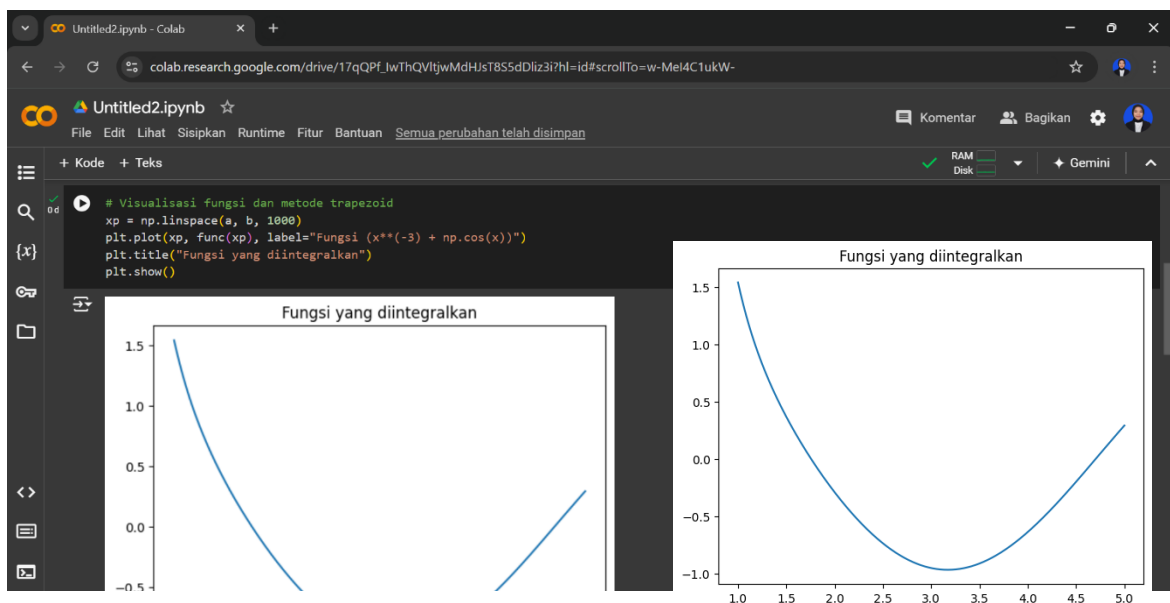 Untitled2.ipynb - Colab
colab.research.google.com/drive/17qQPf_IwThQVltjwMdHJsT8S5dDliz3i?hl=id#scrollTo=w-MeI4C1ukW-
Untitled2.ipynb
File Edit Lihat Sisipkan Runtime Fitur Bantuan Semua perubahan telah disimpan
Komentar Bagikan
+ Kode + Teks
RAM
Disk
Gemini
{x}
0 d
# Visualisasi fungsi dan metode trapezoid
xp = np.linspace(a, b, 1000)
plt.plot(xp, func(xp), label="Fungsi (x**(-3) + np.cos(x))")
plt.title("Fungsi yang diintegralkan")
plt.show()
Fungsi yang diintegralkan
1.5
1.0
0.5
0.0
−0.5
Fungsi yang diintegralkan
1.5
1.0
0.5
0.0
−0.5
−1.0
1.0 1.5 2.0 2.5 3.0 3.5 4.0 4.5 5.0